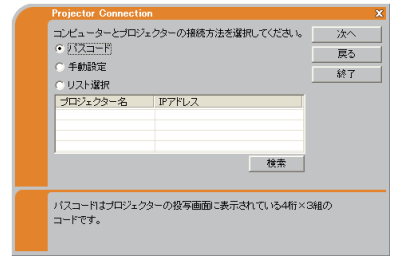 Projector Connection
X
コンピューターとプロジェクターの接続方法を選択してください。
パスコード
手動設定
リスト選択
プロジェクター名 IPアドレス
検索
次へ
戻る
終了
パスコードはプロジェクターの投写画面に表示されている4桁×3組の
コードです。